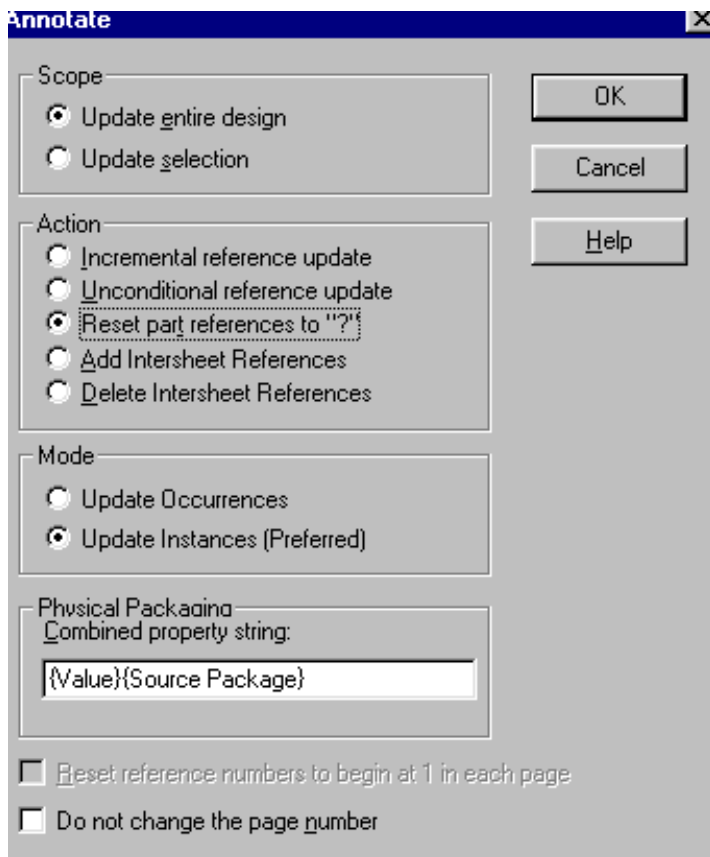 Annotate
Scope
Update entire design
Update selection
OK
Cancel
Help
Action
Incremental reference update
Unconditional reference update
Reset part references to "?"
Add Intersheet References
Delete Intersheet References
Mode
Update Occurrences
Update Instances (Preferred)
Physical Packaging
Combined property string:
{Value}{Source Package}
Reset reference numbers to begin at 1 in each page
Do not change the page number